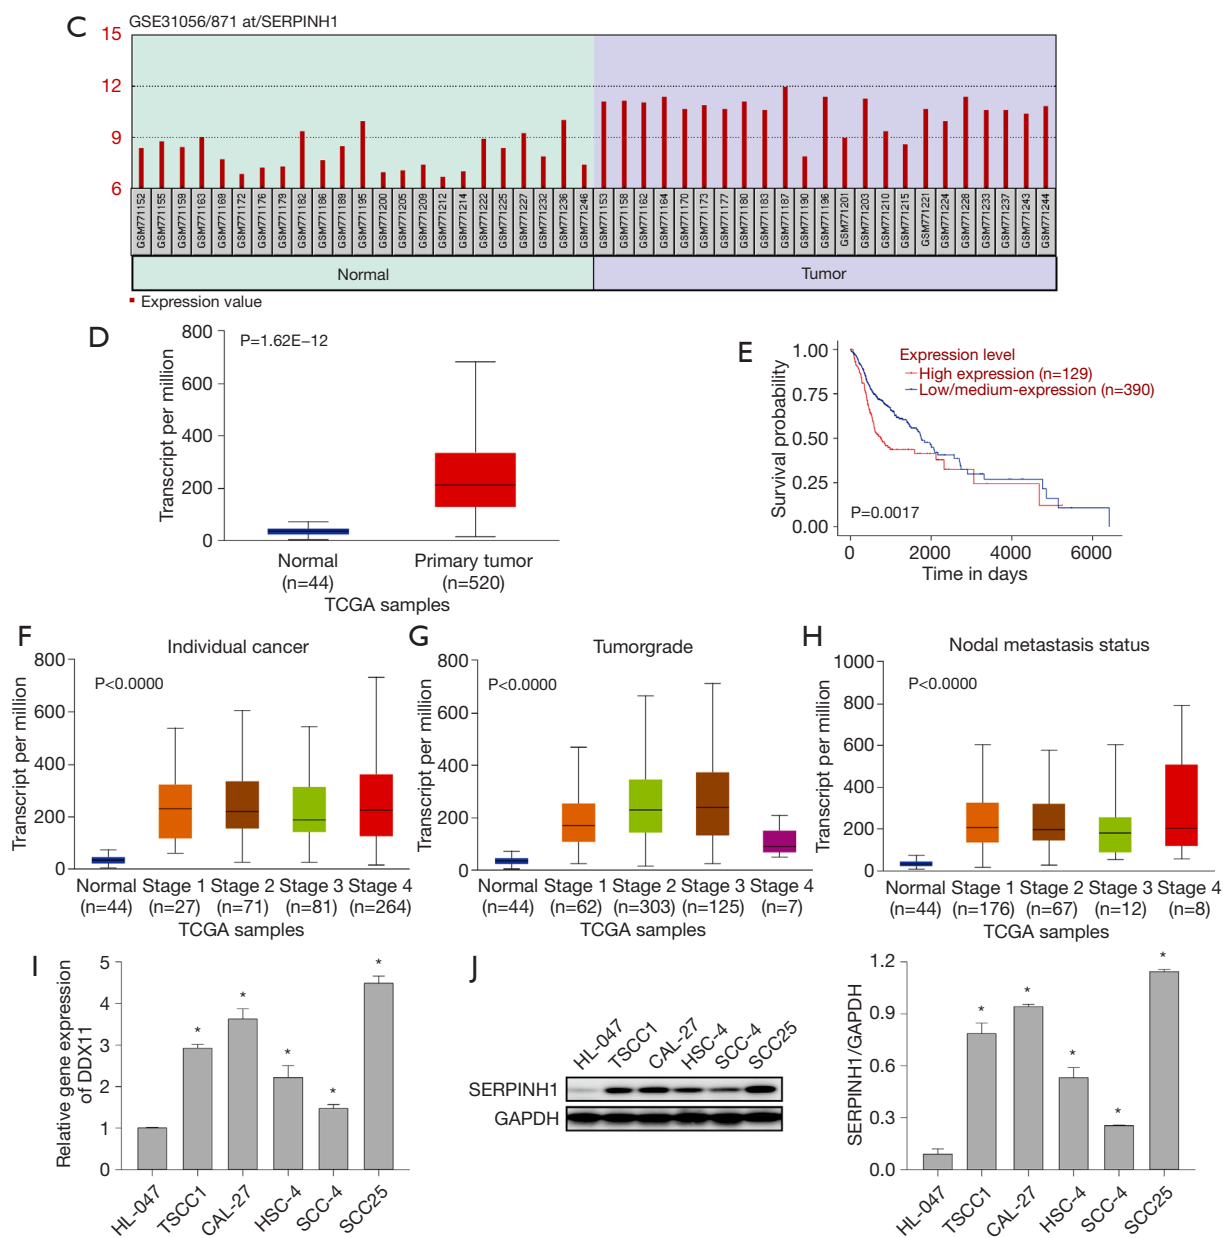 C
GSE31056/871 at/SERPINH1
15
12
9
6
GSM771152
GSM771155
GSM771159
GSM771163
GSM771169
GSM771172
GSM771176
GSM771179
GSM771182
GSM771186
GSM771189
GSM771195
GSM771200
GSM771205
GSM771209
GSM771212
GSM771214
GSM771222
GSM771225
GSM771227
GSM771232
GSM771236
GSM771246
GSM771153
GSM771158
GSM771162
GSM771164
GSM771170
GSM771173
GSM771177
GSM771180
GSM771183
GSM771187
GSM771190
GSM771196
GSM771201
GSM771203
GSM771210
GSM771215
GSM771221
GSM771224
GSM771228
GSM771233
GSM771237
GSM771243
GSM771244
Normal
Tumor
Expression value
D
Transcript per million
800
600
400
200
0
P=1.62E−12
Normal
(n=44)
Primary tumor
(n=520)
TCGA samples
E
Survival probability
1.00
0.75
0.50
0.25
0.00
Expression level
High expression (n=129)
Low/medium-expression (n=390)
P=0.0017
0
2000
4000
6000
Time in days
F
Individual cancer
Transcript per million
800
600
400
200
0
P<0.0000
Normal Stage 1 Stage 2 Stage 3 Stage 4
(n=44) (n=27) (n=71) (n=81) (n=264)
TCGA samples
G
Tumorgrade
Transcript per million
800
600
400
200
0
P<0.0000
Normal Stage 1 Stage 2 Stage 3 Stage 4
(n=44) (n=62) (n=303) (n=125) (n=7)
TCGA samples
H
Nodal metastasis status
Transcript per million
1000
800
600
400
200
0
P<0.0000
Normal Stage 1 Stage 2 Stage 3 Stage 4
(n=44) (n=176) (n=67) (n=12) (n=8)
TCGA samples
I
Relative gene expression
of DDX11
5
4
3
2
1
0
*
*
*
*
*
HL-047
TSCC1
CAL-27
HSC-4
SCC-4
SCC25
J
HL-047
TSCC1
CAL-27
HSC-4
SCC-4
SCC25
SERPINH1
GAPDH
SERPINH1/GAPDH
1.2
0.9
0.6
0.3
0.0
*
*
*
*
*
HL-047
TSCC1
CAL-27
HSC-4
SCC-4
SCC25